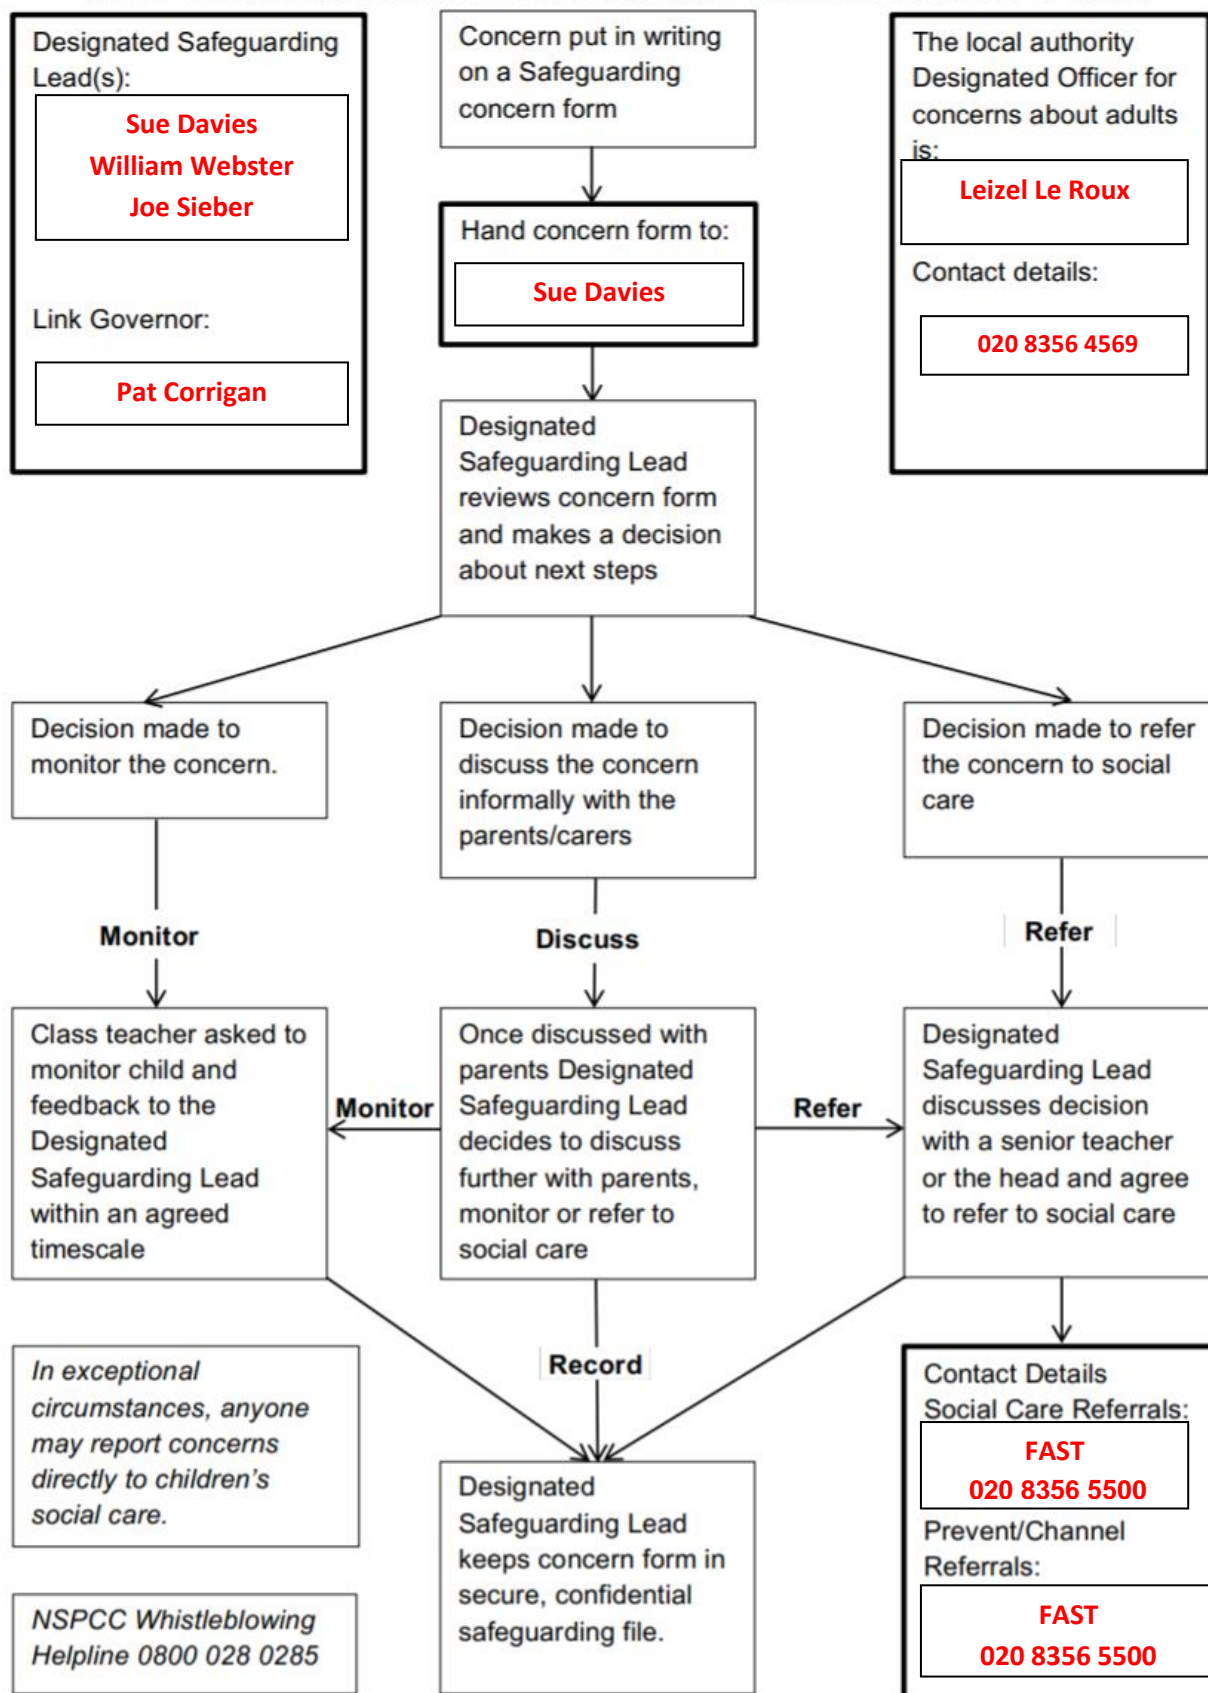 Designated Safeguarding
Lead(s):
Sue Davies
William Webster
Joe Sieber
Link Governor:
Pat Corrigan
Concern put in writing
on a Safeguarding
concern form
Hand concern form to:
Sue Davies
The local authority
Designated Officer for
concerns about adults
is:
Leizel Le Roux
Contact details:
020 8356 4569
Designated
Safeguarding Lead
reviews concern form
and makes a decision
about next steps
Decision made to
monitor the concern.
Decision made to
discuss the concern
informally with the
parents/carers
Decision made to refer
the concern to social
care
Monitor
Discuss
Refer
Class teacher asked to
monitor child and
feedback to the
Designated
Safeguarding Lead
within an agreed
timescale
Monitor
Once discussed with
parents Designated
Safeguarding Lead
decides to discuss
further with parents,
monitor or refer to
social care
Refer
Designated
Safeguarding Lead
discusses decision
with a senior teacher
or the head and agree
to refer to social care
Record
In exceptional
circumstances, anyone
may report concerns
directly to children's
social care.
NSPCC Whistleblowing
Helpline 0800 028 0285
Designated
Safeguarding Lead
keeps concern form in
secure, confidential
safeguarding file.
Contact Details
Social Care Referrals:
FAST
020 8356 5500
Prevent/Channel
Referrals:
FAST
020 8356 5500